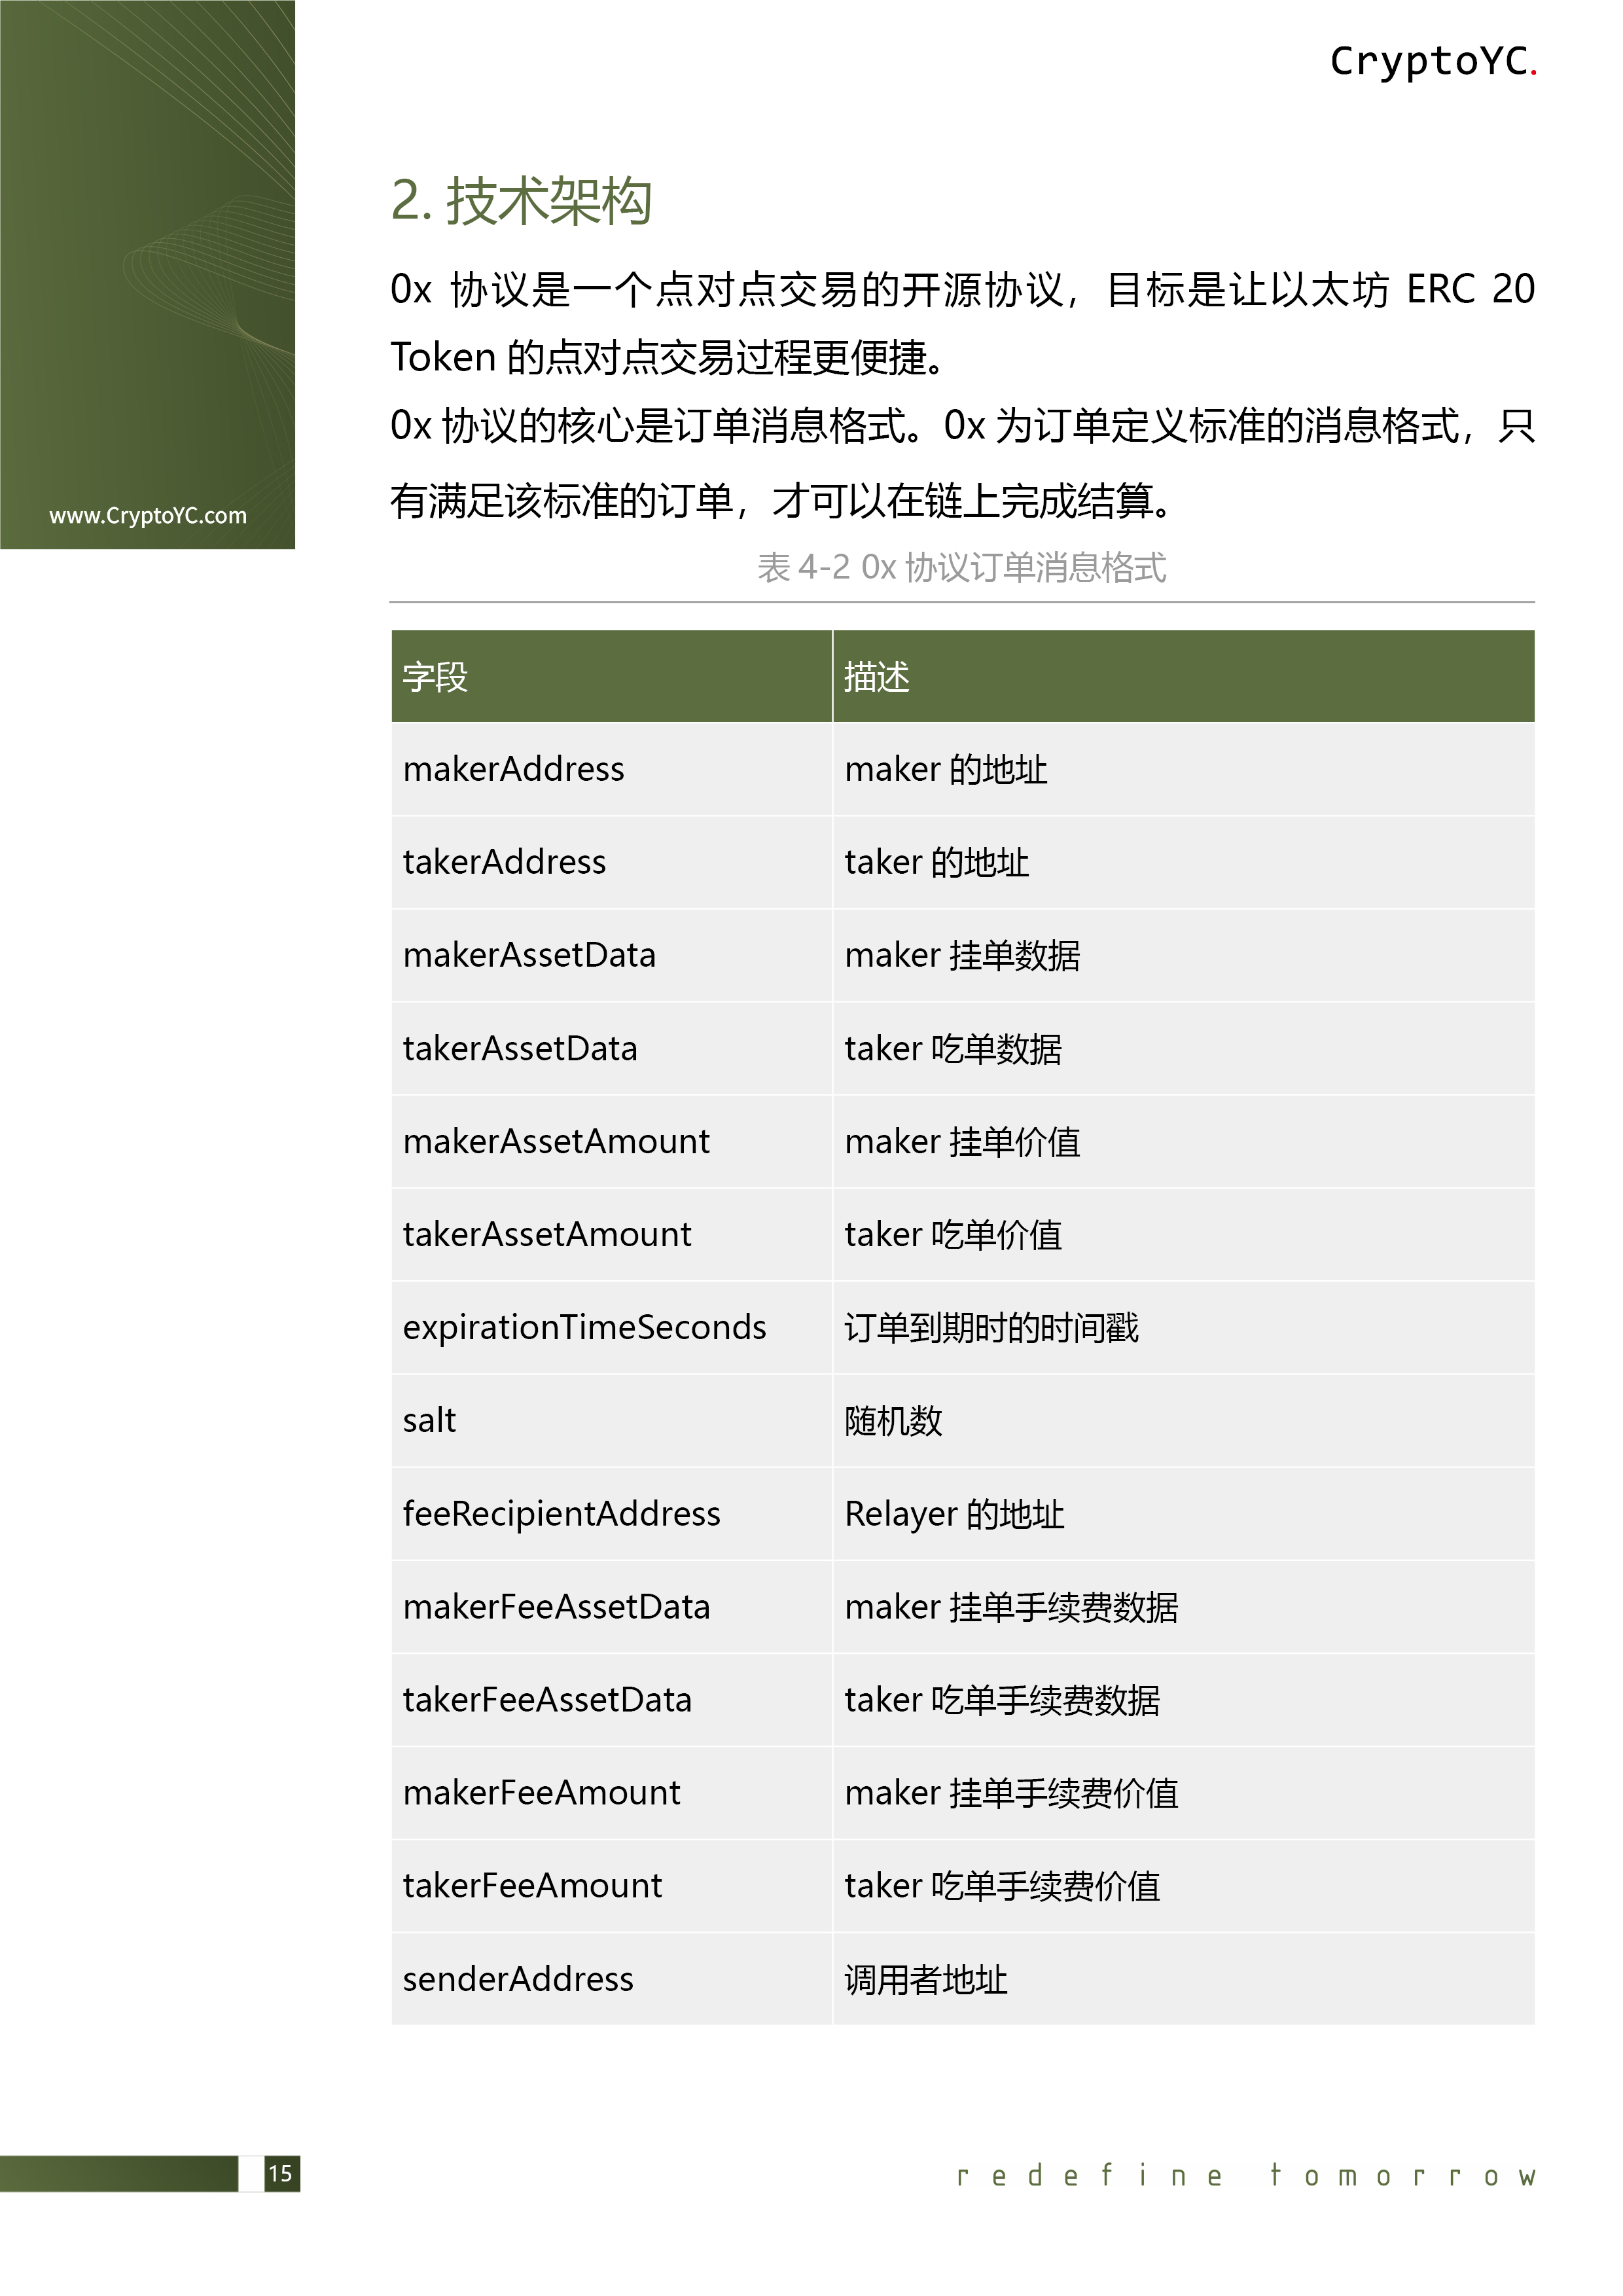 CryptoYC.
www.CryptoYC.com
2. 技术架构
0x 协议是一个点对点交易的开源协议，目标是让以太坊 ERC 20
Token 的点对点交易过程更便捷。
0x 协议的核心是订单消息格式。0x 为订单定义标准的消息格式，只
有满足该标准的订单，才可以在链上完成结算。
表 4-2 0x 协议订单消息格式
字段 描述
makerAddress maker 的地址
takerAddress taker 的地址
makerAssetData maker 挂单数据
takerAssetData taker 吃单数据
makerAssetAmount maker 挂单价值
takerAssetAmount taker 吃单价值
expirationTimeSeconds 订单到期时的时间戳
salt 随机数
feeRecipientAddress Relayer 的地址
makerFeeAssetData maker 挂单手续费数据
takerFeeAssetData taker 吃单手续费数据
makerFeeAmount maker 挂单手续费价值
takerFeeAmount taker 吃单手续费价值
senderAddress 调用者地址
15
redefine tomorrow